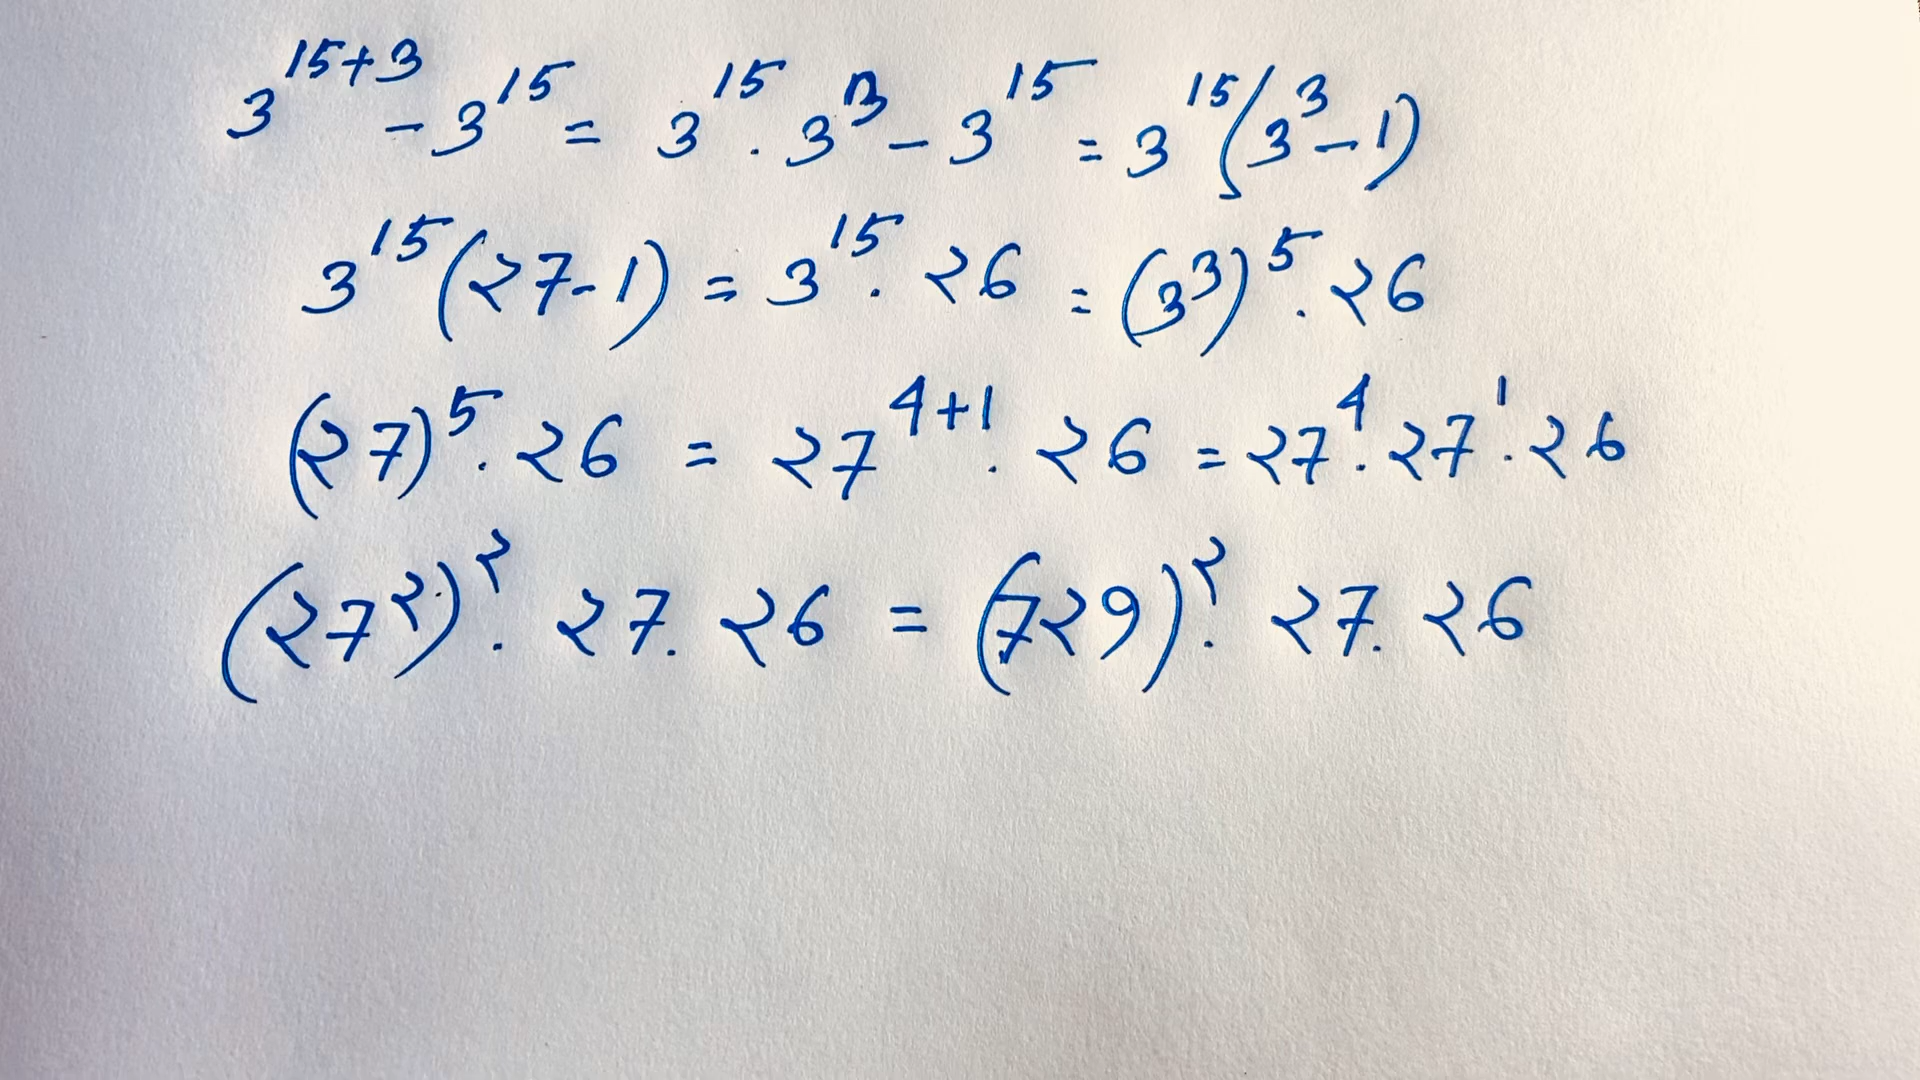 3^{15+3} - 3^{15} = 3^{15} . 3^3 - 3^{15} = 3^{15}(3^3 - 1)
3^{15}(27-1) = 3^{15} . 26 = (3^3)^5 . 26
(27)^5 . 26 = 27^{4+1} . 26 = 27^4 . 27^1 . 26
(27^2)^2 . 27 . 26 = (729)^2 . 27 . 26